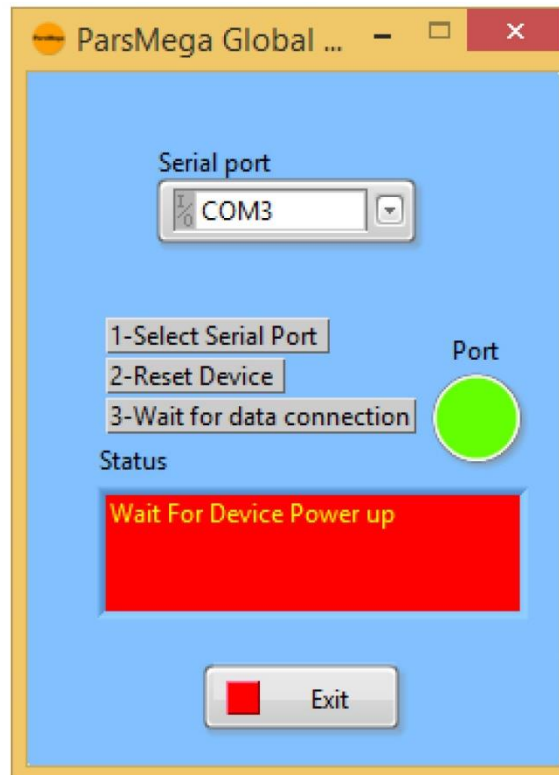 ParsMega Global ...
Serial port
COM3
1-Select Serial Port
2-Reset Device
3-Wait for data connection
Port
Status
Wait For Device Power up
Exit